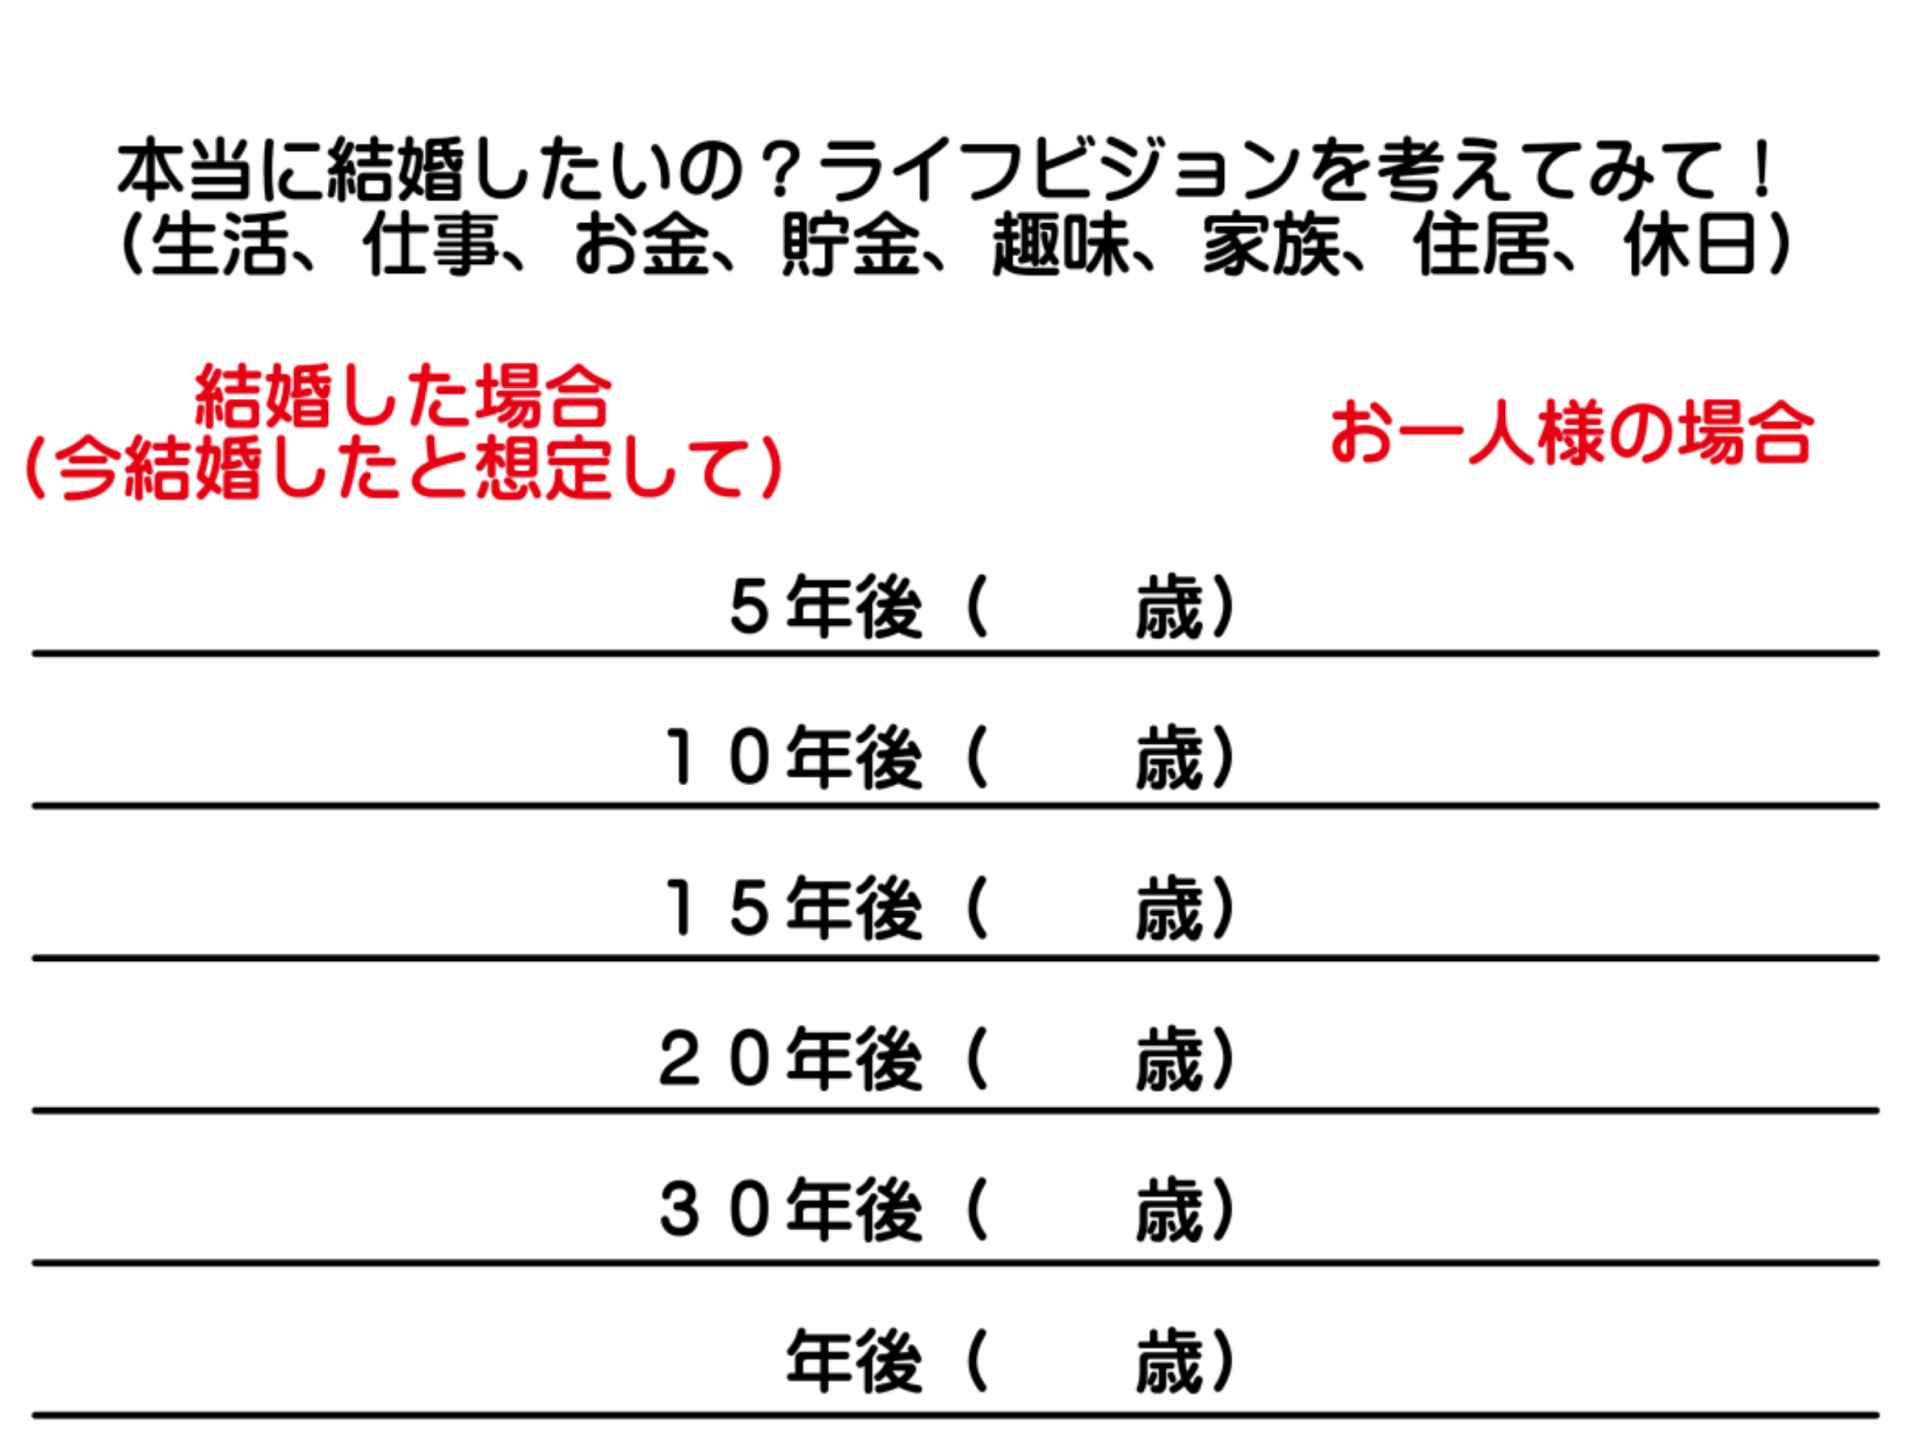 本当に結婚したいの？ライフビジョンを考えてみて！
（生活、仕事、お金、貯金、趣味、家族、住居、休日）
結婚した場合
（今結婚したと想定して）
お一人様の場合
５年後（　　歳）
１０年後（　　歳）
１５年後（　　歳）
２０年後（　　歳）
３０年後（　　歳）
年後（　　歳）